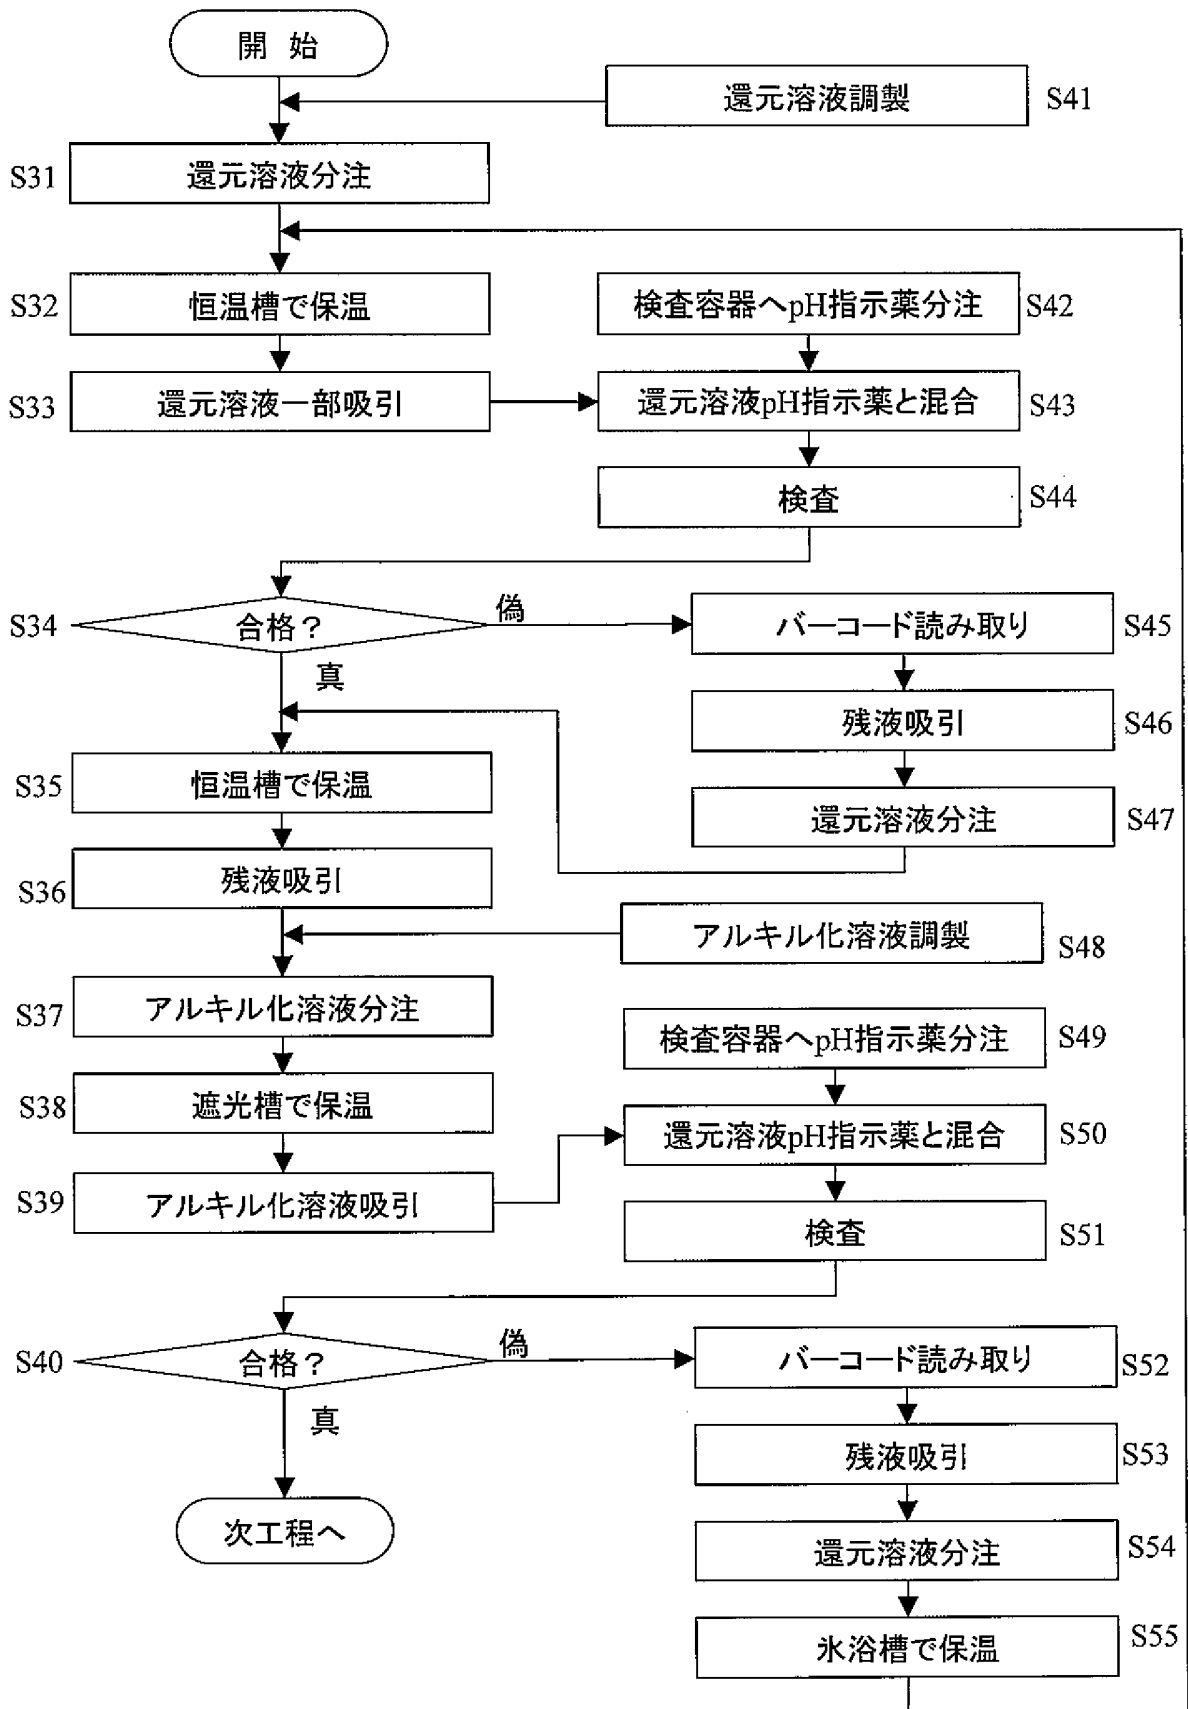 開 始
還元溶液調製 S41
S31 還元溶液分注
S32 恒温槽で保温
検査容器へpH指示薬分注 S42
S33 還元溶液一部吸引
還元溶液pH指示薬と混合 S43
検査 S44
S34 合格？
偽
真
バーコード読み取り S45
残液吸引 S46
還元溶液分注 S47
S35 恒温槽で保温
S36 残液吸引
アルキル化溶液調製 S48
S37 アルキル化溶液分注
検査容器へpH指示薬分注 S49
S38 遮光槽で保温
還元溶液pH指示薬と混合 S50
S39 アルキル化溶液吸引
検査 S51
S40 合格？
偽
真
バーコード読み取り S52
残液吸引 S53
次工程へ
還元溶液分注 S54
氷浴槽で保温 S55